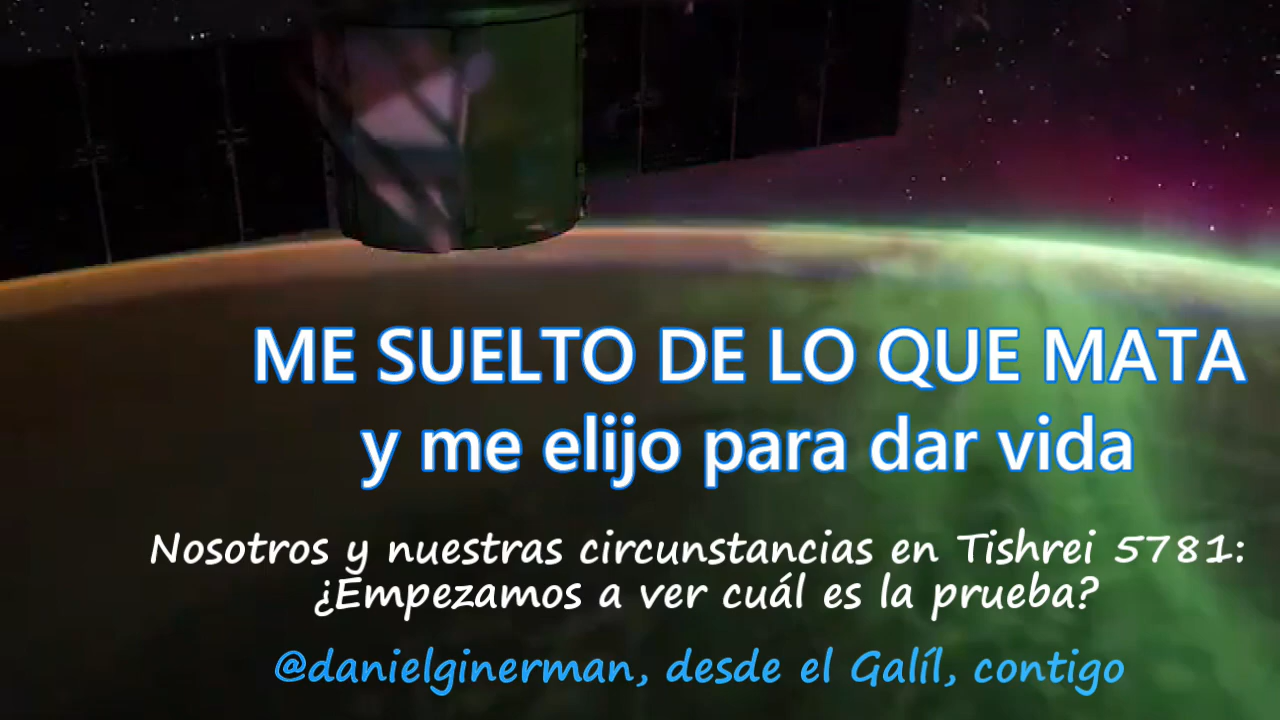 ME SUELTO DE LO QUE MATA
y me elijo para dar vida
Nosotros y nuestras circunstancias en Tishrei 5781:
¿Empezamos a ver cuál es la prueba?
@danielginerman, desde el Galíl, contigo